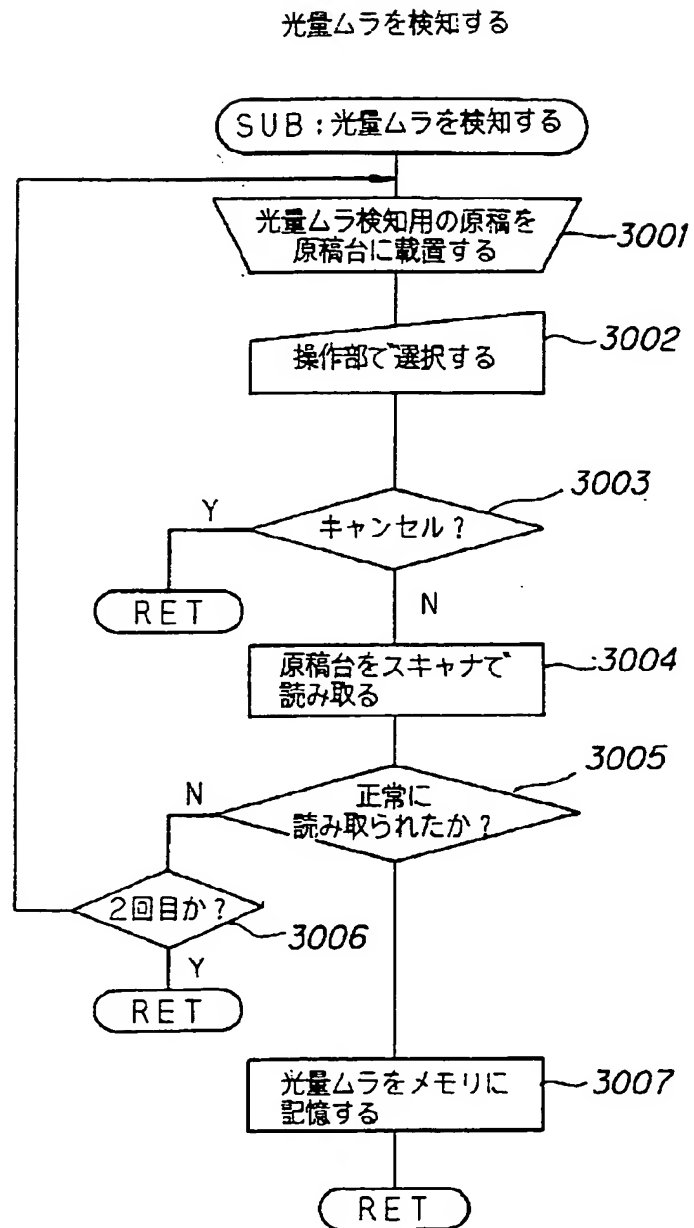 光量ムラを検知する
SUB:光量ムラを検知する
光量ムラ検知用の原稿を
原稿台に載置する
3001
操作部で選択する
3002
3003
キャンセル?
Y
RET
N
原稿台をスキャナで
読み取る
3004
3005
正常に
読み取られたか?
N
2回目か?
3006
Y
RET
光量ムラをメモリに
記憶する
3007
RET